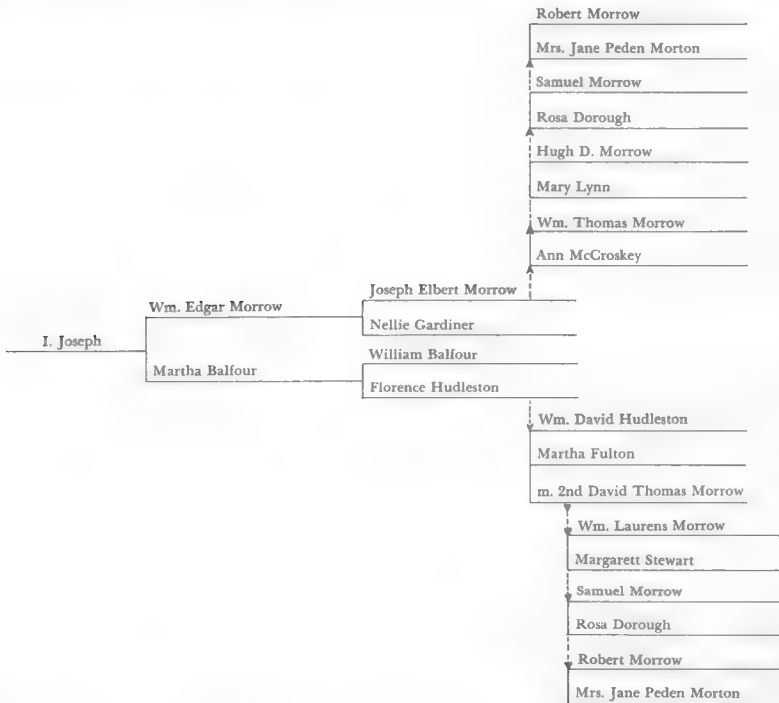 Robert Morrow
Mrs. Jane Peden Morton
Samuel Morrow
Rosa Dorough
Hugh D. Morrow
Mary Lynn
Wm. Thomas Morrow
Ann McCroskey
Joseph Elbert Morrow
Wm. Edgar Morrow
Nellie Gardiner
I. Joseph
William Balfour
Martha Balfour
Florence Hudleston
Wm. David Hudleston
Martha Fulton
m. 2nd David Thomas Morrow
Wm. Laurens Morrow
Margarett Stewart
Samuel Morrow
Rosa Dorough
Robert Morrow
Mrs. Jane Peden Morton